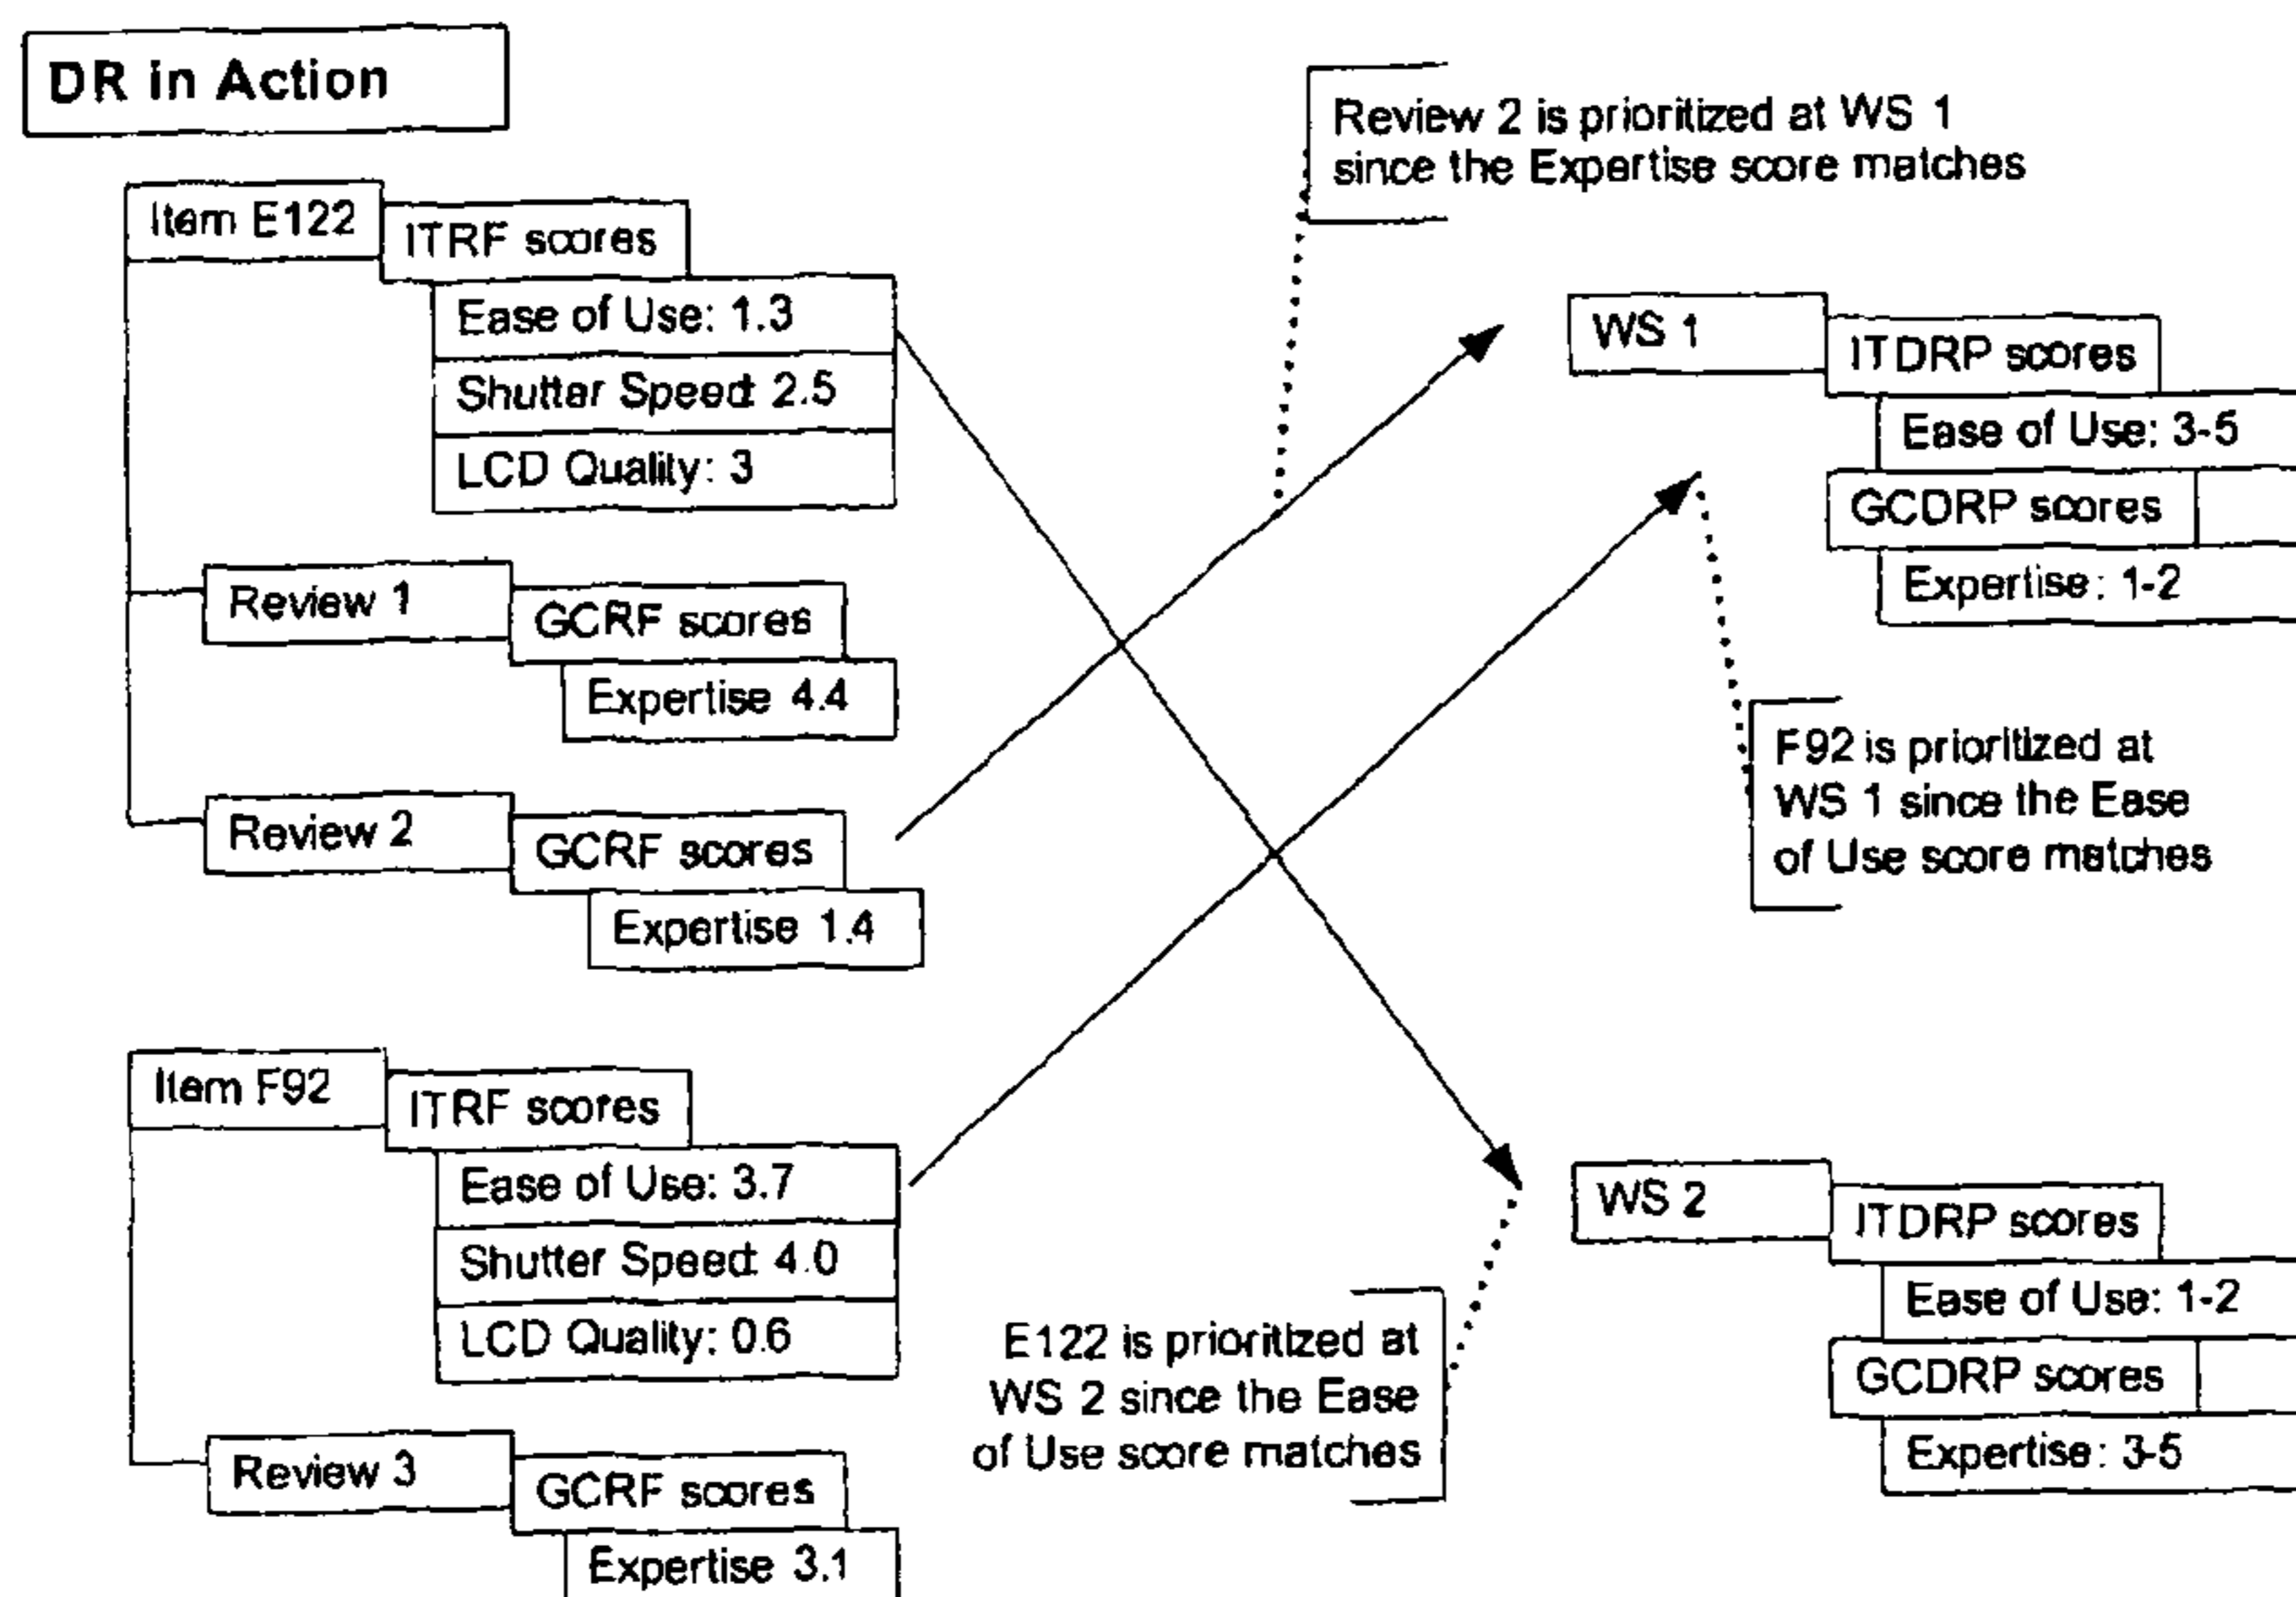 DR in Action
Item E122
ITRF scores
Ease of Use: 1.3
Shutter Speed: 2.5
LCD Quality: 3
Review 1
GCRF scores
Expertise 4.4
Review 2
GCRF scores
Expertise 1.4
Item F92
ITRF scores
Ease of Use: 3.7
Shutter Speed: 4.0
LCD Quality: 0.6
Review 3
GCRF scores
Expertise 3.1
Review 2 is prioritized at WS 1
since the Expertise score matches
WS 1
ITDRP scores
Ease of Use: 3-5
GCDRP scores
Expertise: 1-2
F92 is prioritized at
WS 1 since the Ease
of Use score matches
E122 is prioritized at
WS 2 since the Ease
of Use score matches
WS 2
ITDRP scores
Ease of Use: 1-2
GCDRP scores
Expertise: 3-5